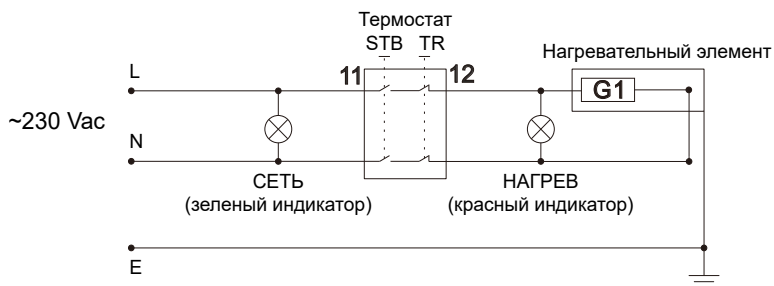 Термостат
STB TR
Нагревательный элемент
L
11
12
G1
~230 Vac
N
СЕТЬ
(зеленый индикатор)
НАГРЕВ
(красный индикатор)
E